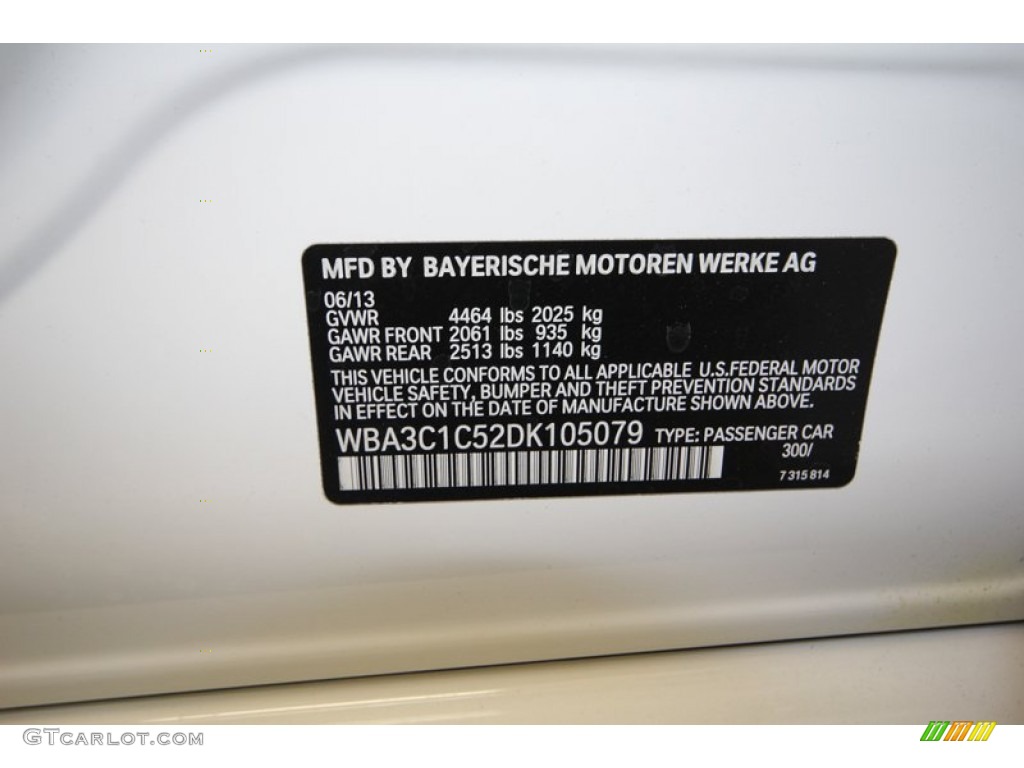 MFD BY BAYERISCHE MOTOREN WERKE AG
06/13
GVWR 4464 lbs 2025 kg
GAWR FRONT 2061 lbs 935 kg
GAWR REAR 2513 lbs 1140 kg
THIS VEHICLE CONFORMS TO ALL APPLICABLE U.S.FEDERAL MOTOR
VEHICLE SAFETY, BUMPER AND THEFT PREVENTION STANDARDS
IN EFFECT ON THE DATE OF MANUFACTURE SHOWN ABOVE.
WBA3C1C52DK105079 TYPE: PASSENGER CAR
300/
7 315 814
GTCARLOT.COM